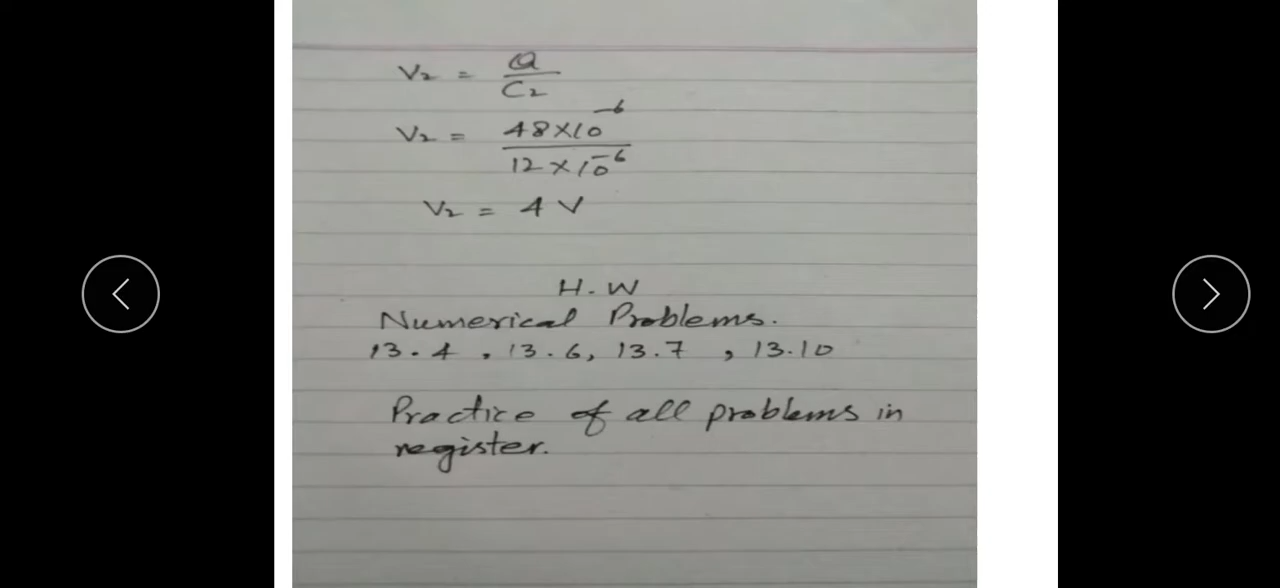 V₂ = Q/C₂
V₂ = 48×10⁻⁶/12×10⁻⁶
V₂ = 4 V
H.W
Numerical Problems.
13.4 , 13.6, 13.7 , 13.10
Practice of all problems in
register.